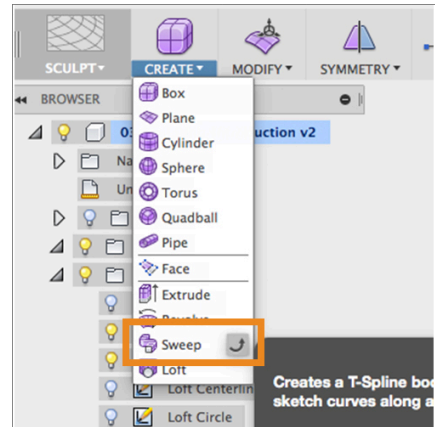 SCULPT
CREATE
MODIFY
SYMMETRY
BROWSER
Box
uction v2
Plane
Cylinder
Sphere
Torus
Quadball
Pipe
Face
Extrude
Revolve
Sweep
Loft
Loft Centerlin
Loft Circle
Creates a T-Spline bo
sketch curves along a